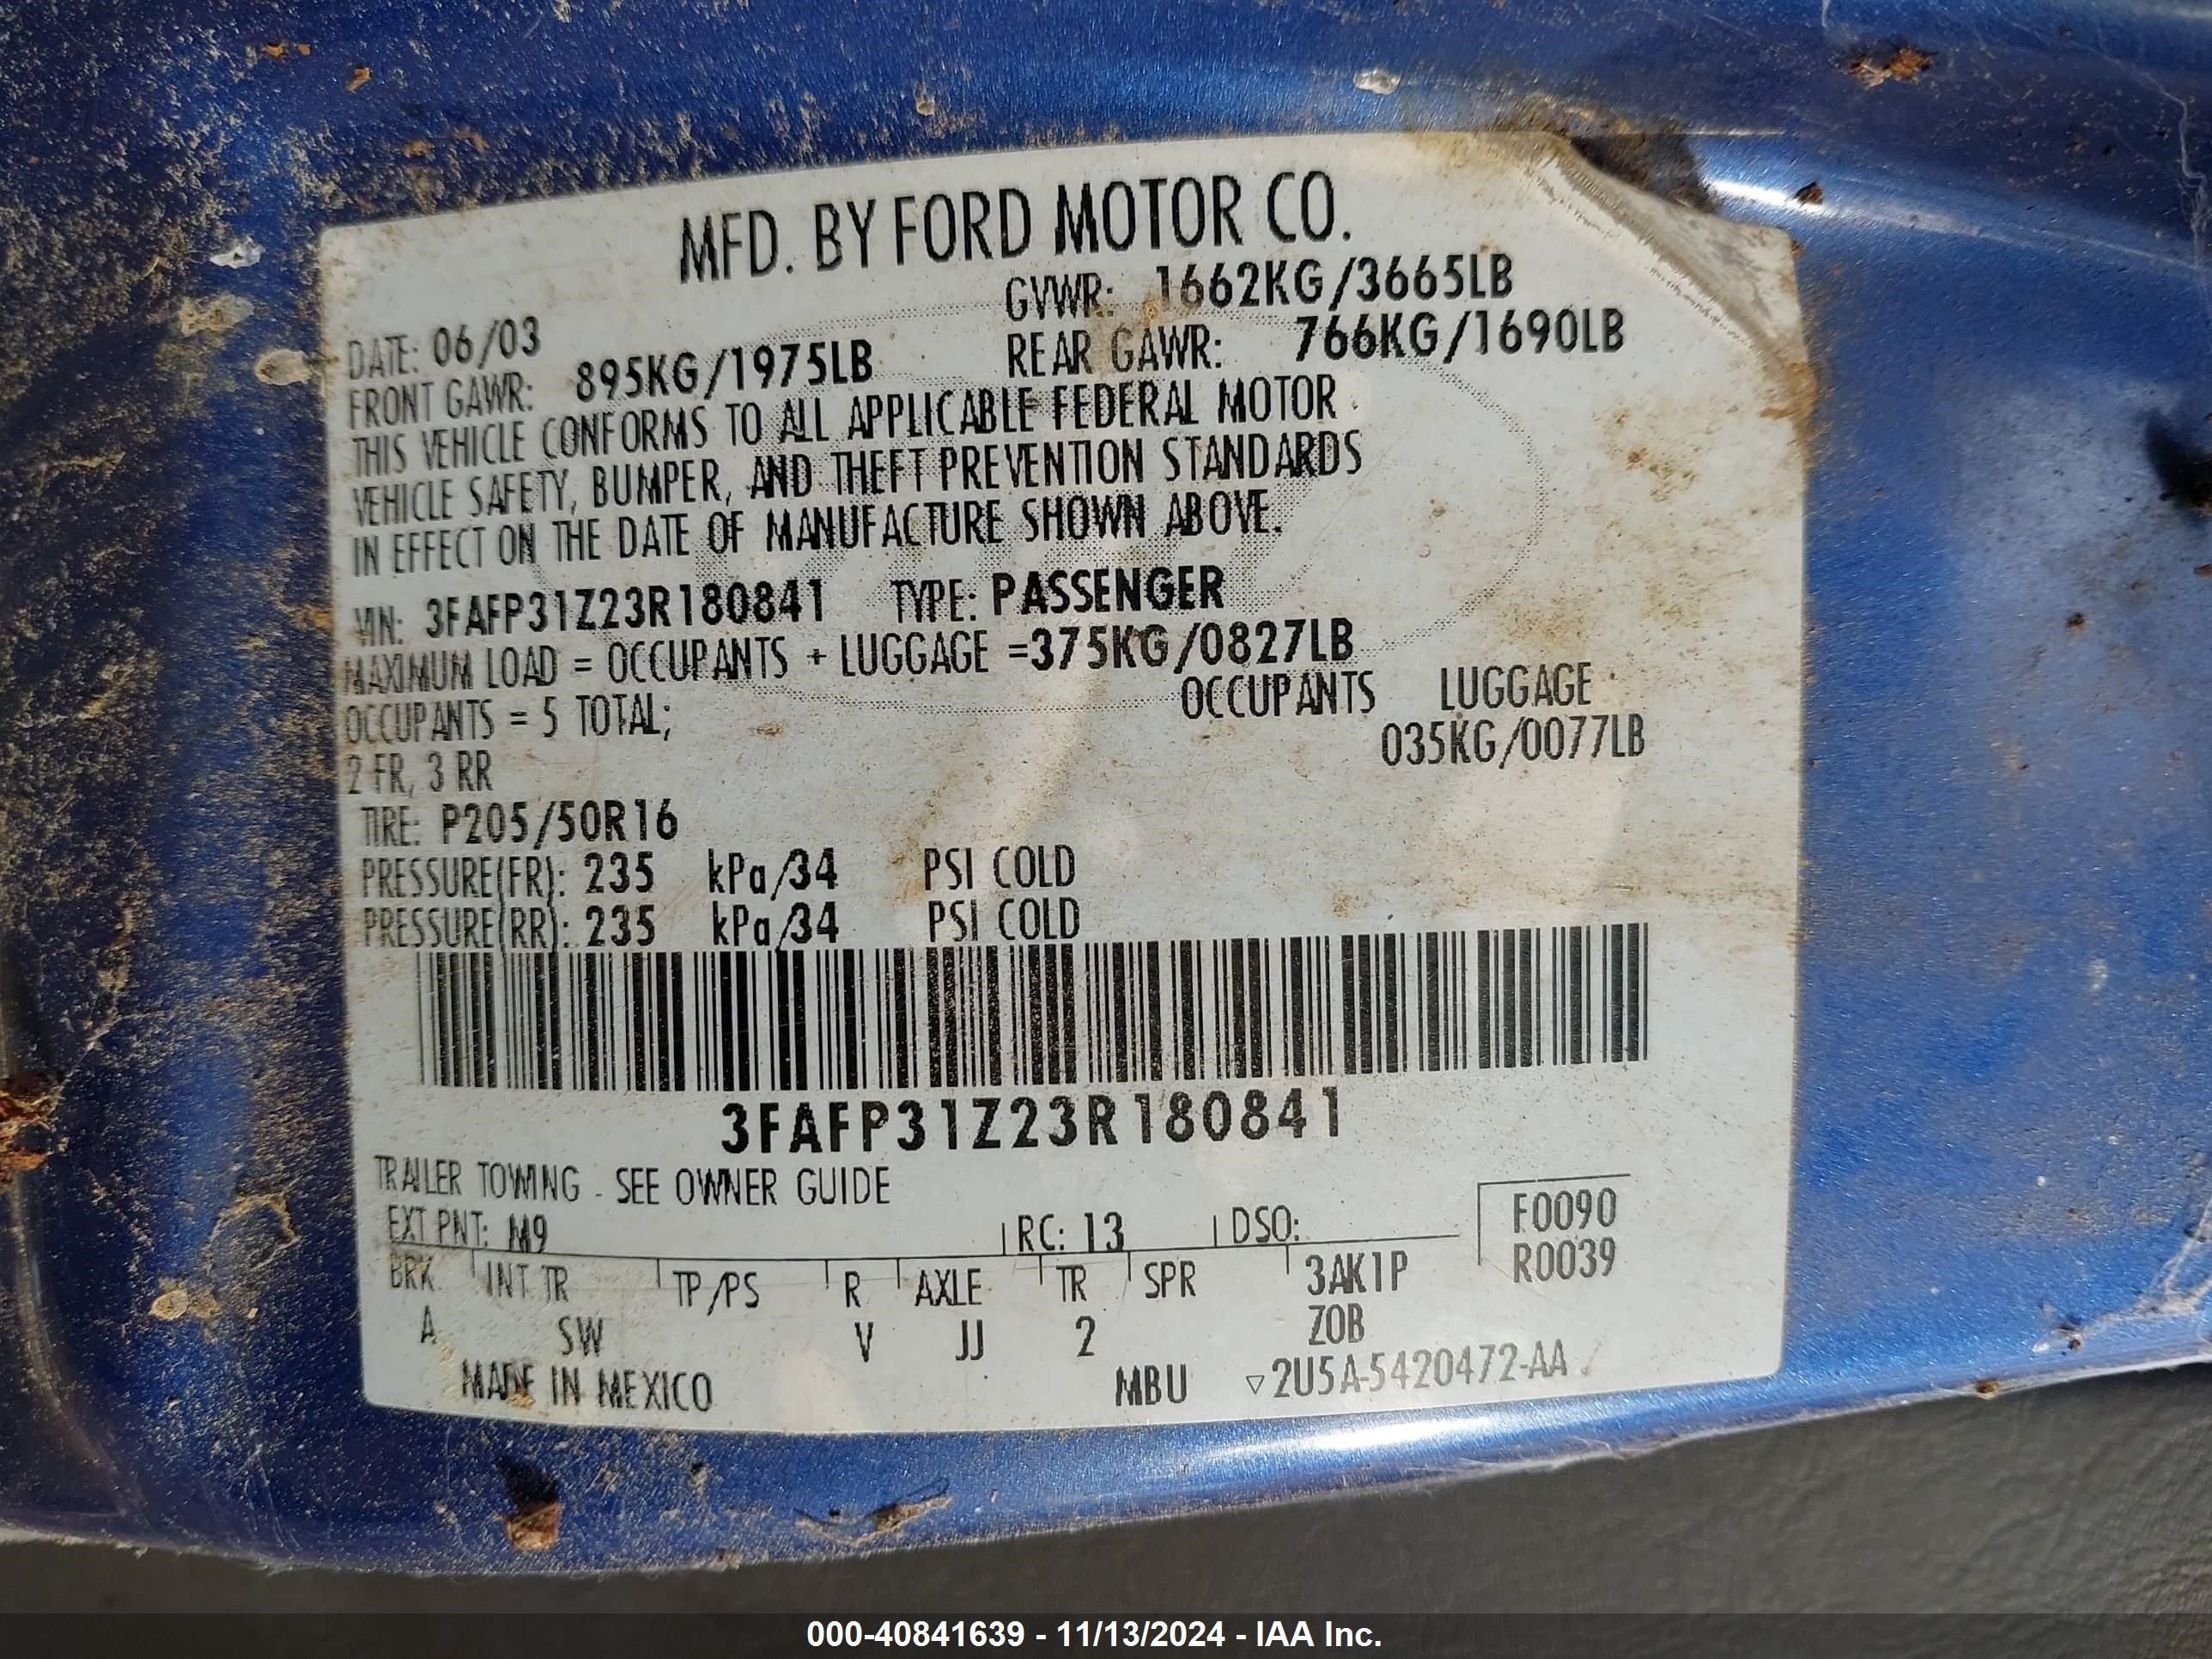 MFD. BY FORD MOTOR CO.
DATE: 06/03 GVWR: 1662KG/3665LB
FRONT GAWR: 895KG/1975LB REAR GAWR: 766KG/1690LB
THIS VEHICLE CONFORMS TO ALL APPLICABLE FEDERAL MOTOR
VEHICLE SAFETY, BUMPER, AND THEFT PREVENTION STANDARDS
IN EFFECT ON THE DATE OF MANUFACTURE SHOWN ABOVE.
VIN: 3FAFP31Z23R180841 TYPE: PASSENGER
MAXIMUM LOAD = OCCUPANTS + LUGGAGE =375KG/0827LB
OCCUPANTS = 5 TOTAL; OCCUPANTS LUGGAGE
2 FR, 3 RR 035KG/0077LB
TIRE: P205/50R16
PRESSURE(FR): 235 kPa/34 PSI COLD
PRESSURE(RR): 235 kPa/34 PSI COLD
3FAFP31Z23R180841
TRAILER TOWING - SEE OWNER GUIDE
EXT PNT: M9 RC: 13 DSO: F0090
R0039
BRK INT TR TP/PS R AXLE TR SPR 3AK1P
A SW V JJ 2 ZOB
MADE IN MEXICO MBU ▽2U5A-5420472-AA
000-40841639 - 11/13/2024 - IAA Inc.